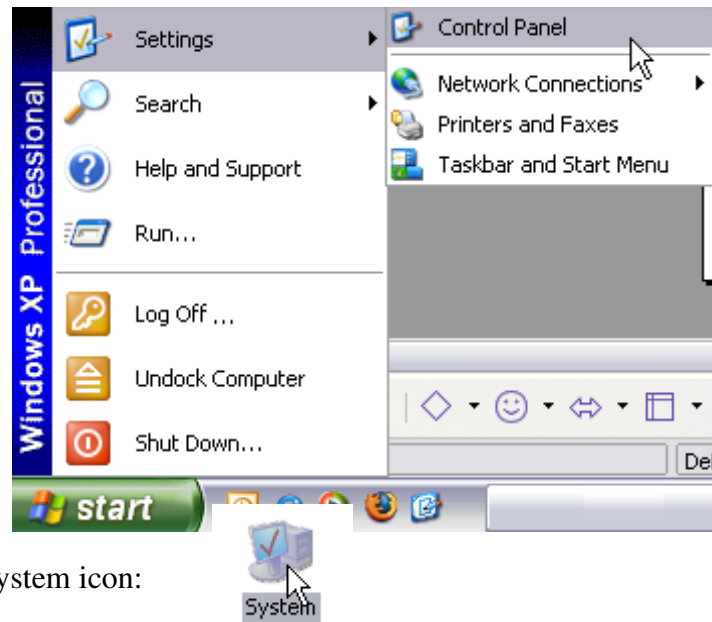 Settings
Control Panel
Search
Network Connections
Printers and Faxes
Help and Support
Taskbar and Start Menu
Run...
Log Off ...
Undock Computer
Shut Down...
Windows XP Professional
Del
start
ystem icon:
System